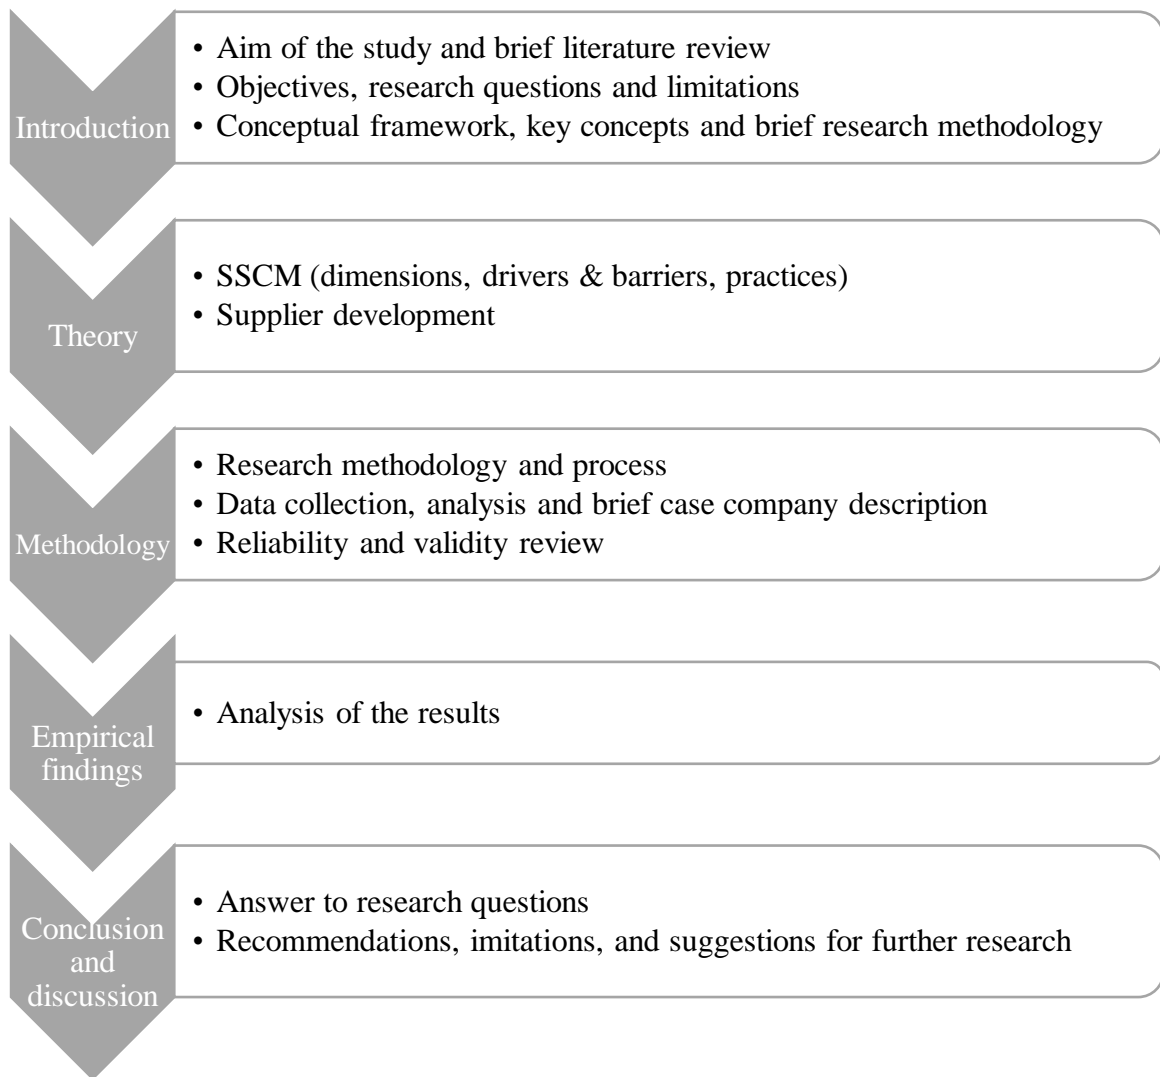 Introduction
• Aim of the study and brief literature review
• Objectives, research questions and limitations
• Conceptual framework, key concepts and brief research methodology
Theory
• SSCM (dimensions, drivers & barriers, practices)
• Supplier development
Methodology
• Research methodology and process
• Data collection, analysis and brief case company description
• Reliability and validity review
Empirical
findings
• Analysis of the results
Conclusion
and
discussion
• Answer to research questions
• Recommendations, imitations, and suggestions for further research